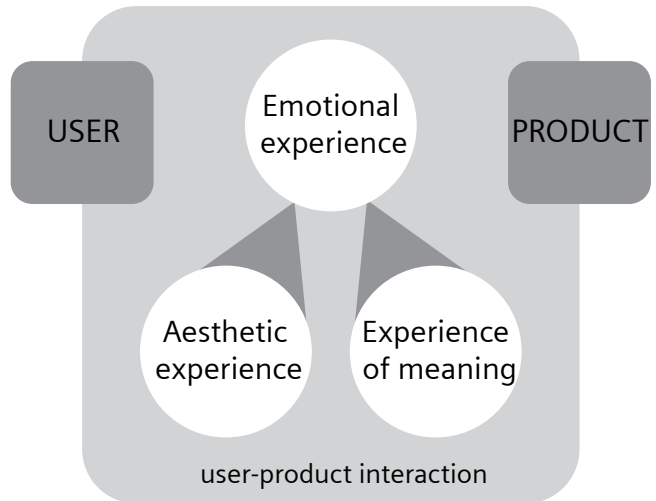 USER
Emotional
experience
PRODUCT
Aesthetic
experience
Experience
of meaning
user-product interaction